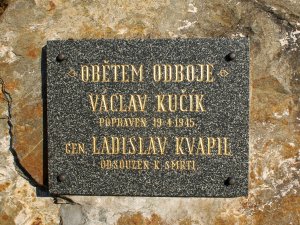 OBĚTEM ODBOJE
VÁCLAV KUČÍK
POPRAVEN 19.4.1945.
GEN. LADISLAV KVAPIL
ODSOUZEN K SMRTI.